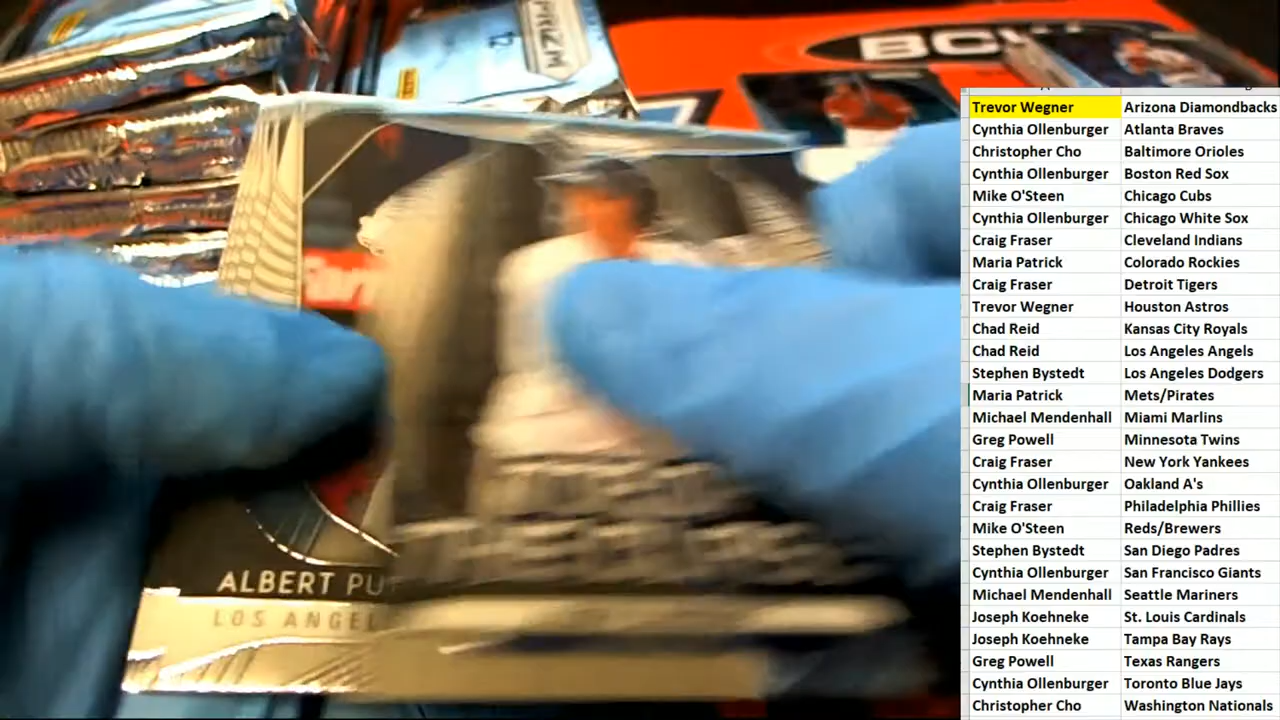 PRIZM
12
BC
Trevor Wegner Arizona Diamondbacks
Cynthia Ollenburger Atlanta Braves
Christopher Cho Baltimore Orioles
Cynthia Ollenburger Boston Red Sox
Mike O'Steen Chicago Cubs
Cynthia Ollenburger Chicago White Sox
Craig Fraser Cleveland Indians
Maria Patrick Colorado Rockies
Craig Fraser Detroit Tigers
Trevor Wegner Houston Astros
Chad Reid Kansas City Royals
Chad Reid Los Angeles Angels
Stephen Bystedt Los Angeles Dodgers
Maria Patrick Mets/Pirates
Michael Mendenhall Miami Marlins
Greg Powell Minnesota Twins
Craig Fraser New York Yankees
Cynthia Ollenburger Oakland A's
Craig Fraser Philadelphia Phillies
Mike O'Steen Reds/Brewers
Stephen Bystedt San Diego Padres
Cynthia Ollenburger San Francisco Giants
Michael Mendenhall Seattle Mariners
Joseph Koehneke St. Louis Cardinals
Joseph Koehneke Tampa Bay Rays
Greg Powell Texas Rangers
Cynthia Ollenburger Toronto Blue Jays
Christopher Cho Washington Nationals
ALBERT PU
LOS ANGEL